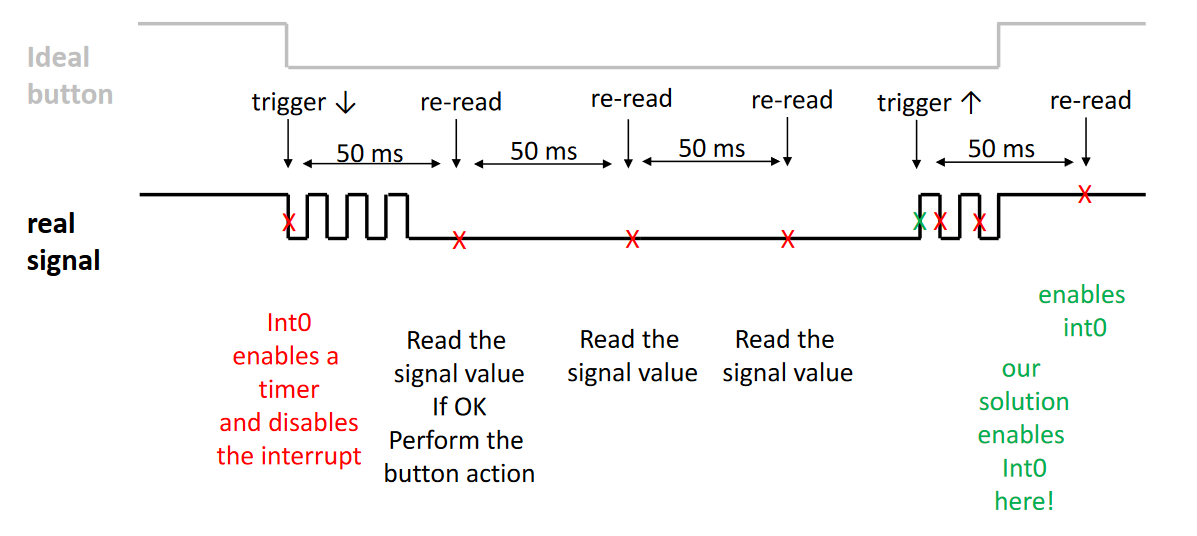 Ideal
button
trigger ↓
re-read
re-read
re-read
trigger ↑
re-read
50 ms
50 ms
50 ms
50 ms
real
signal
X
X
X
X
X
X
X
X
Int0
enables a
timer
and disables
the interrupt
Read the
signal value
If OK
Perform the
button action
Read the
signal value
Read the
signal value
enables
int0
our
solution
enables
Int0
here!